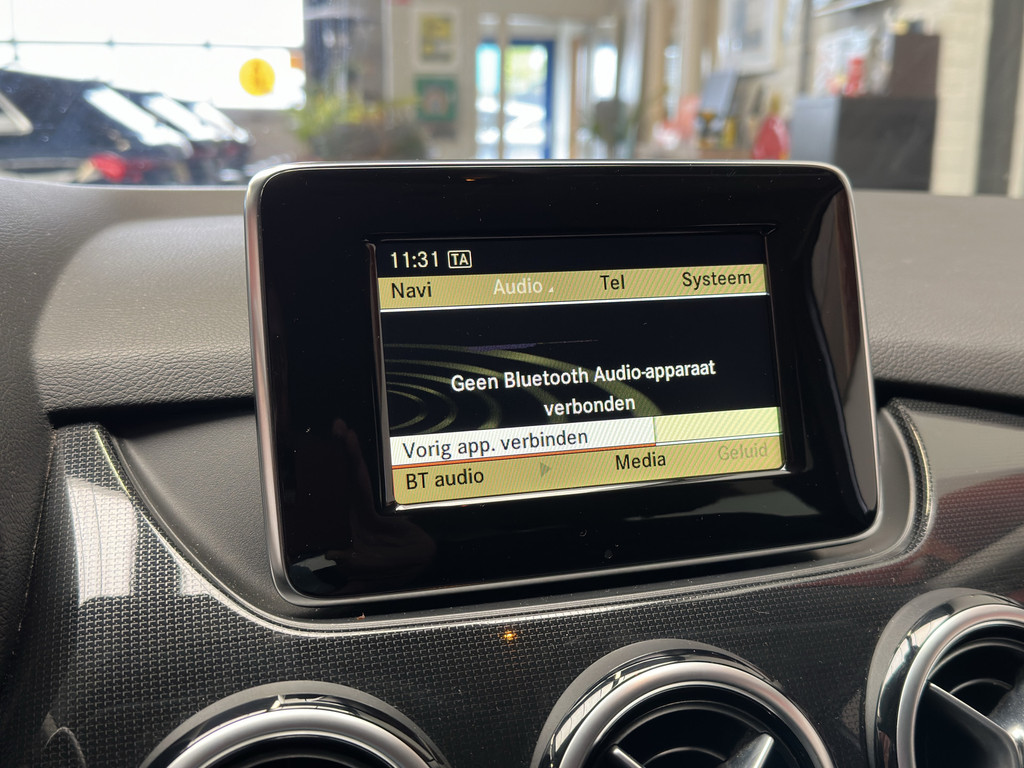 11:31 TA
Navi Audio Tel Systeem
Geen Bluetooth Audio-apparaat
verbonden
Vorig app. verbinden
BT audio Media Geluid